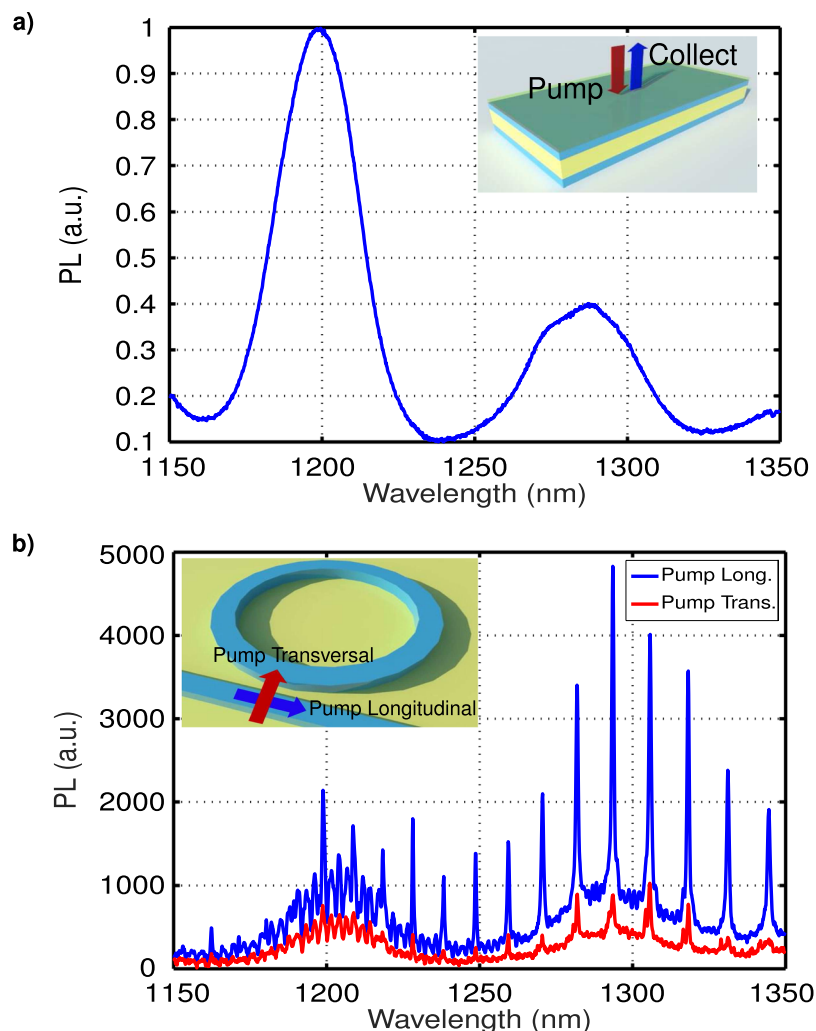 a)
1
0.9
0.8
0.7
0.6
0.5
0.4
0.3
0.2
0.1
PL (a.u.)
Collect
Pump
1150 1200 1250 1300 1350
Wavelength (nm)
b)
5000
4000
3000
2000
1000
0
PL (a.u.)
Pump Long.
Pump Trans.
Pump Transversal
Pump Longitudinal
1150 1200 1250 1300 1350
Wavelength (nm)